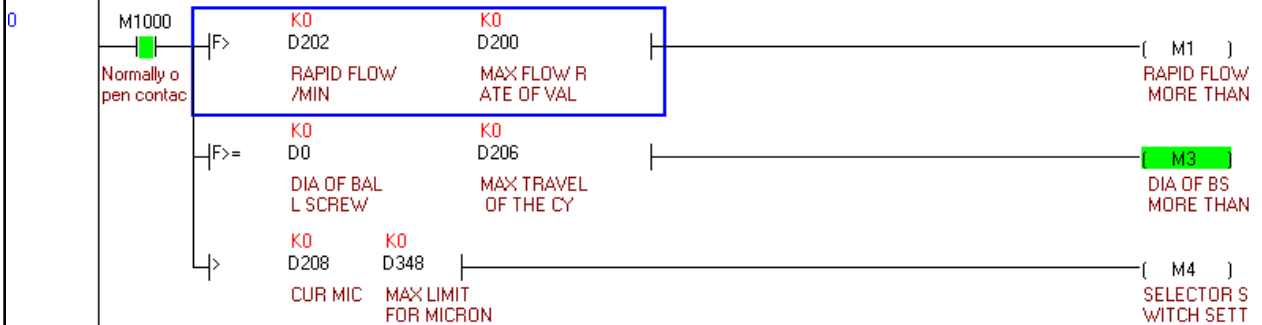 0
M1000
K0 K0
F> D202 D200
( M1 )
Normally o
pen contac
RAPID FLOW
/MIN
MAX FLOW R
ATE OF VAL
RAPID FLOW
MORE THAN
K0 K0
F>= D0 D206
( M3 )
DIA OF BAL
L SCREW
MAX TRAVEL
OF THE CY
DIA OF BS
MORE THAN
K0 K0
> D208 D348
( M4 )
CUR MIC
MAX LIMIT
FOR MICRON
SELECTOR S
WITCH SETT